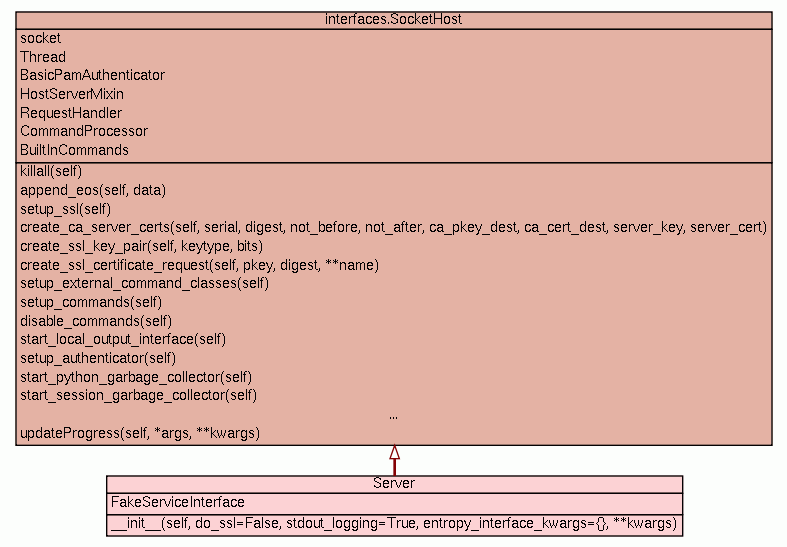 interfaces.SocketHost
socket
Thread
BasicPamAuthenticator
HostServerMixin
RequestHandler
CommandProcessor
BuiltInCommands
killall(self)
append_eos(self, data)
setup_ssl(self)
create_ca_server_certs(self, serial, digest, not_before, not_after, ca_pkey_dest, ca_cert_dest, server_key, server_cert)
create_ssl_key_pair(self, keytype, bits)
create_ssl_certificate_request(self, pkey, digest, **name)
setup_external_command_classes(self)
setup_commands(self)
disable_commands(self)
start_local_output_interface(self)
setup_authenticator(self)
start_python_garbage_collector(self)
start_session_garbage_collector(self)
...
updateProgress(self, *args, **kwargs)
Server
FakeServiceInterface
__init__(self, do_ssl=False, stdout_logging=True, entropy_interface_kwargs={}, **kwargs)